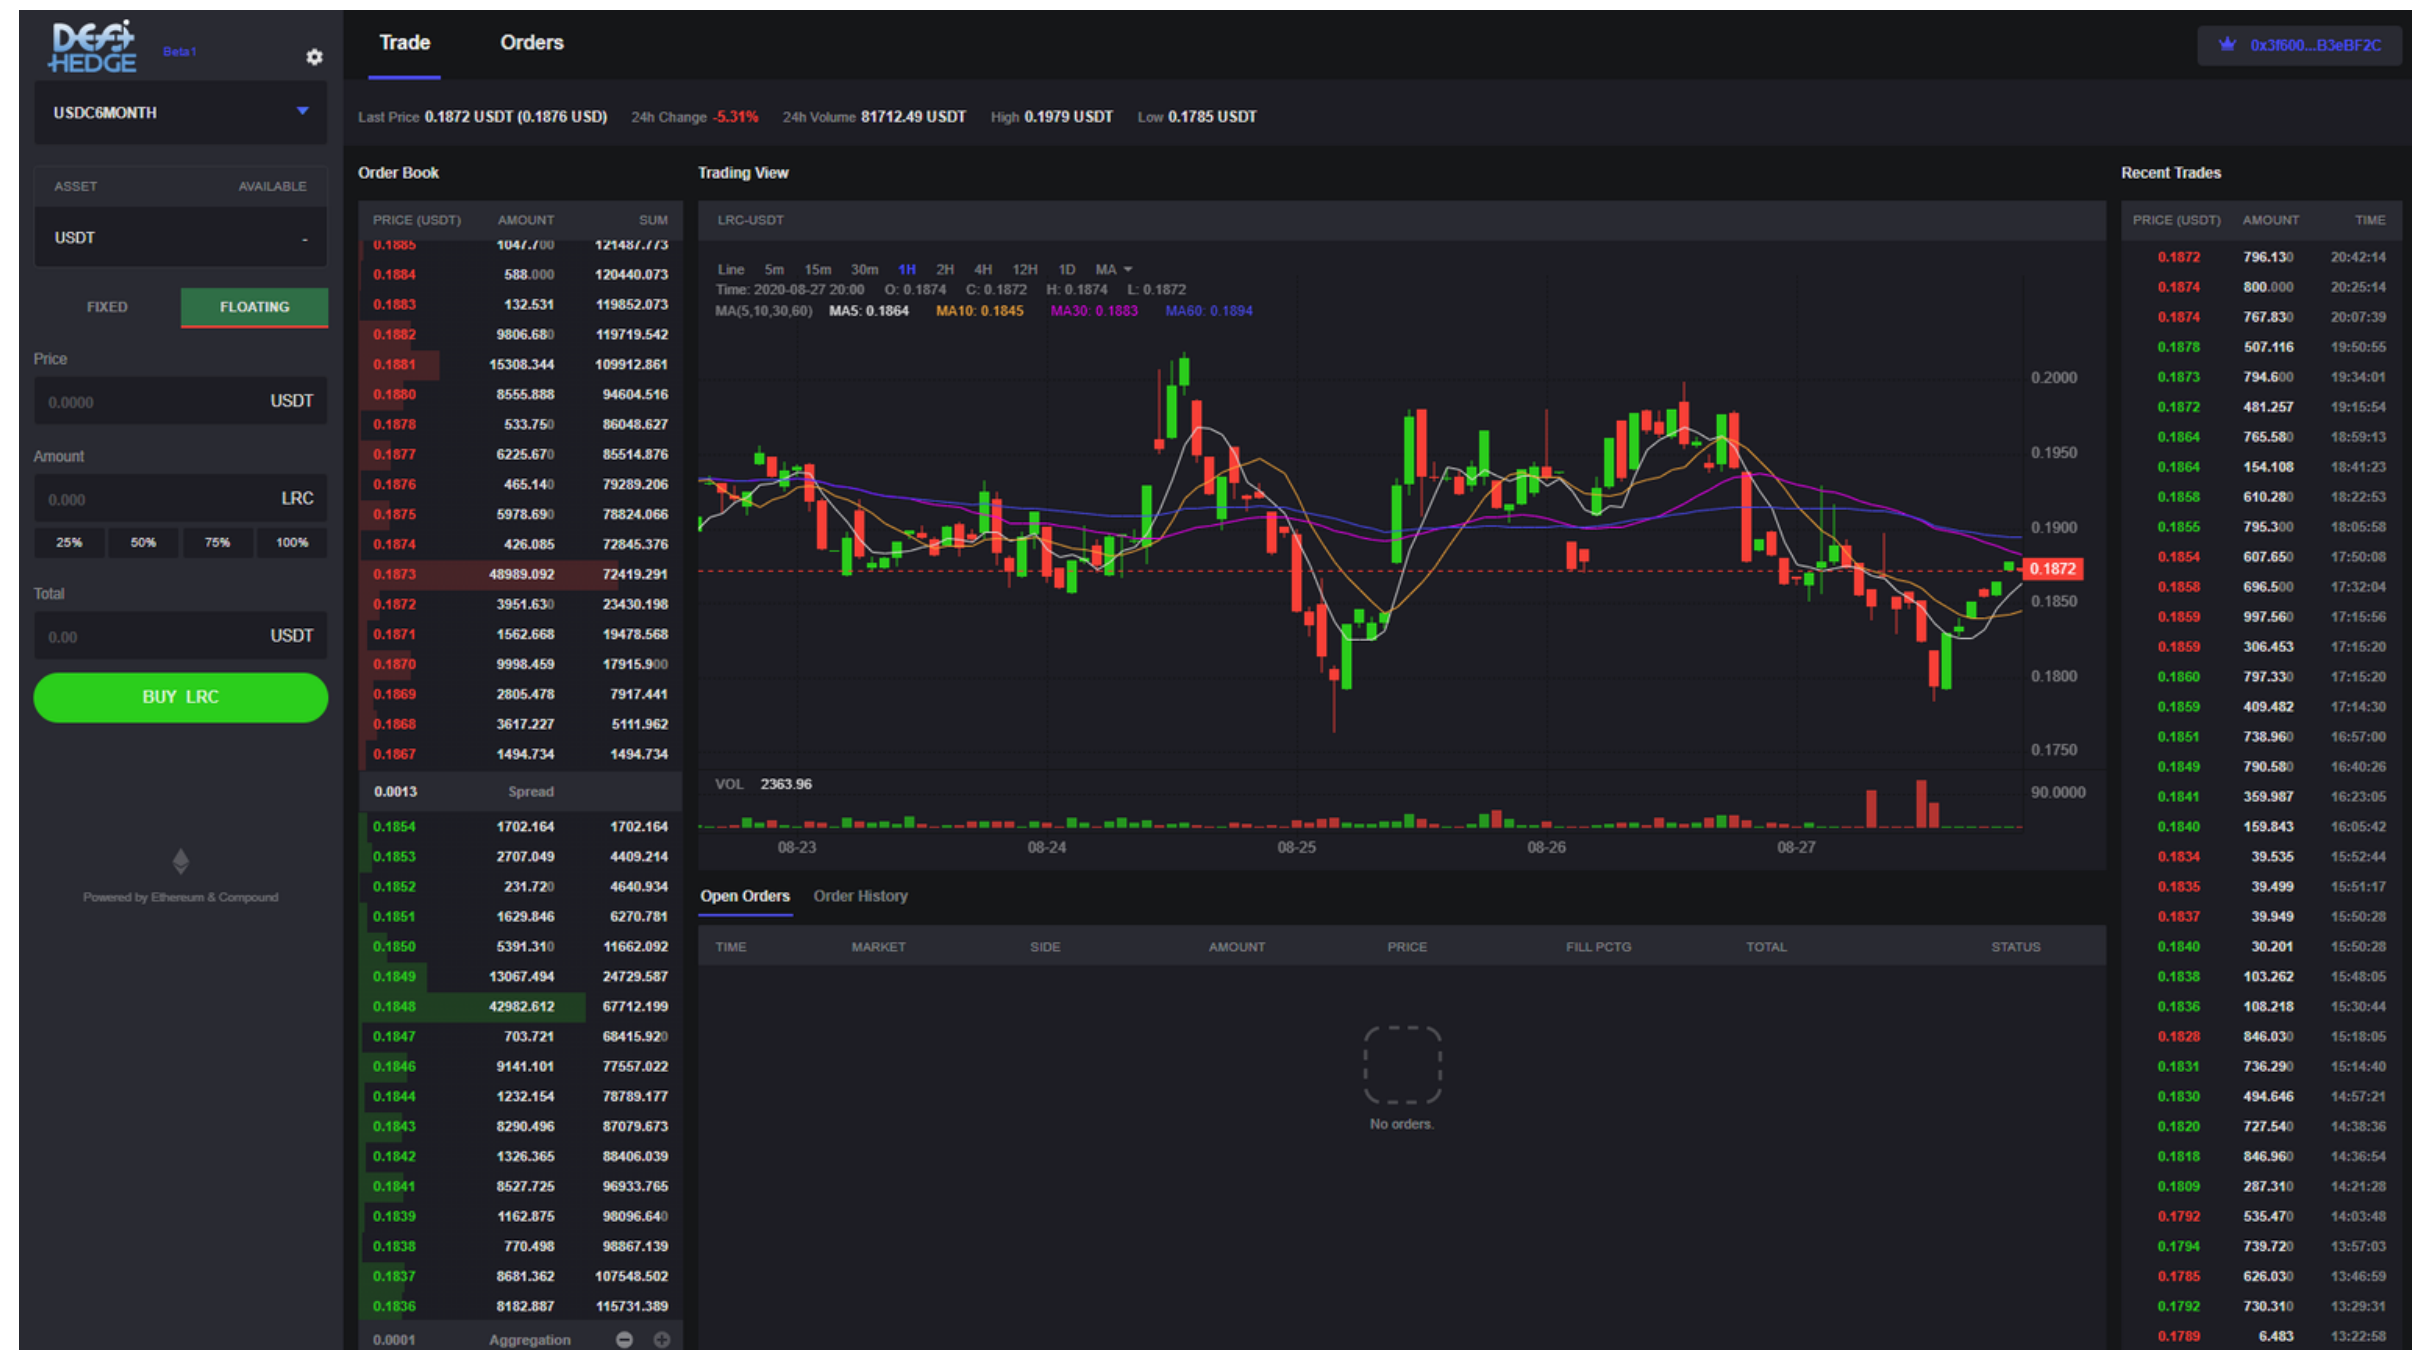 DEFI
HEDGE
Beta1
USDC6MONTH
ASSET AVAILABLE
USDT -
FIXED FLOATING
Price
0.0000 USDT
Amount
0.000 LRC
25% 50% 75% 100%
Total
0.00 USDT
BUY LRC
Powered by Ethereum & Compound
Trade Orders
0x3f600...B3eBF2C
Last Price 0.1872 USDT (0.1876 USD) 24h Change -5.31% 24h Volume 81712.49 USDT High 0.1979 USDT Low 0.1785 USDT
Order Book
PRICE (USDT) AMOUNT SUM
0.1885 1047.700 121487.773
0.1884 588.000 120440.073
0.1883 132.531 119852.073
0.1882 9806.680 119719.542
0.1881 15308.344 109912.861
0.1880 8555.888 94604.516
0.1878 533.750 86048.627
0.1877 6225.670 85514.876
0.1876 465.140 79289.206
0.1875 5978.690 78824.066
0.1874 426.085 72845.376
0.1873 48989.092 72419.291
0.1872 3951.630 23430.198
0.1871 1562.668 19478.568
0.1870 9998.459 17915.900
0.1869 2805.478 7917.441
0.1868 3617.227 5111.962
0.1867 1494.734 1494.734
0.0013 Spread
0.1854 1702.164 1702.164
0.1853 2707.049 4409.214
0.1852 231.720 4640.934
0.1851 1629.846 6270.781
0.1850 5391.310 11662.092
0.1849 13067.494 24729.587
0.1848 42982.612 67712.199
0.1847 703.721 68415.920
0.1846 9141.101 77557.022
0.1844 1232.154 78789.177
0.1843 8290.496 87079.673
0.1842 1326.365 88406.039
0.1841 8527.725 96933.765
0.1839 1162.875 98096.640
0.1838 770.498 98867.139
0.1837 8681.362 107548.502
0.1836 8182.887 115731.389
0.0001 Aggregation
Trading View
LRC-USDT
Line 5m 15m 30m 1H 2H 4H 12H 1D MA
Time: 2020-08-27 20:00 O: 0.1874 C: 0.1872 H: 0.1874 L: 0.1872
MA(5,10,30,60) MA5: 0.1864 MA10: 0.1845 MA30: 0.1883 MA60: 0.1894
0.2000
0.1950
0.1900
0.1872
0.1850
0.1800
0.1750
VOL 2363.96
90.0000
08-23 08-24 08-25 08-26 08-27
Open Orders Order History
TIME MARKET SIDE AMOUNT PRICE FILL PCTG TOTAL STATUS
No orders.
Recent Trades
PRICE (USDT) AMOUNT TIME
0.1872 796.130 20:42:14
0.1874 800.000 20:25:14
0.1874 767.830 20:07:39
0.1878 507.116 19:50:55
0.1873 794.600 19:34:01
0.1872 481.257 19:15:54
0.1864 765.580 18:59:13
0.1864 154.108 18:41:23
0.1858 610.280 18:22:53
0.1855 795.300 18:05:58
0.1854 607.650 17:50:08
0.1858 696.500 17:32:04
0.1859 997.560 17:15:56
0.1859 306.453 17:15:20
0.1860 797.330 17:15:20
0.1859 409.482 17:14:30
0.1851 738.960 16:57:00
0.1849 790.580 16:40:26
0.1841 359.987 16:23:05
0.1840 159.843 16:05:42
0.1834 39.535 15:52:44
0.1835 39.499 15:51:17
0.1837 39.949 15:50:28
0.1840 30.201 15:50:28
0.1838 103.262 15:48:05
0.1836 108.218 15:30:44
0.1828 846.030 15:18:05
0.1831 736.290 15:14:40
0.1830 494.646 14:57:21
0.1820 727.540 14:38:36
0.1818 846.960 14:36:54
0.1809 287.310 14:21:28
0.1792 535.470 14:03:48
0.1794 739.720 13:57:03
0.1785 626.030 13:46:59
0.1792 730.310 13:29:31
0.1789 6.483 13:22:58